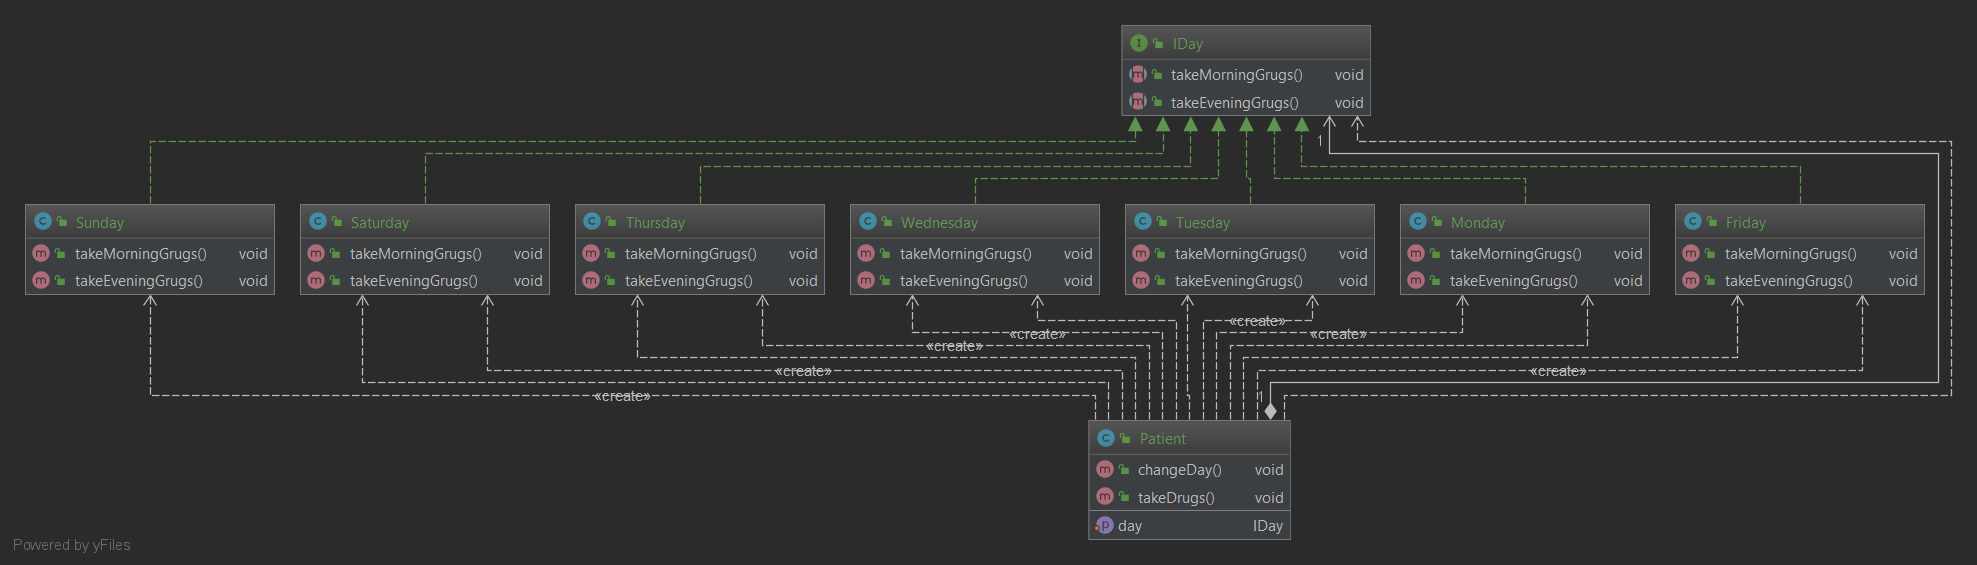 IDay
takeMorningGrugs() void
takeEveningGrugs() void
1
Sunday
takeMorningGrugs() void
takeEveningGrugs() void
Saturday
takeMorningGrugs() void
takeEveningGrugs() void
Thursday
takeMorningGrugs() void
takeEveningGrugs() void
Wednesday
takeMorningGrugs() void
takeEveningGrugs() void
Tuesday
takeMorningGrugs() void
takeEveningGrugs() void
Monday
takeMorningGrugs() void
takeEveningGrugs() void
Friday
takeMorningGrugs() void
takeEveningGrugs() void
«create»
«create»
«create»
«create»
«create»
«create»
«create»
1
Patient
changeDay() void
takeDrugs() void
day IDay
Powered by yFiles